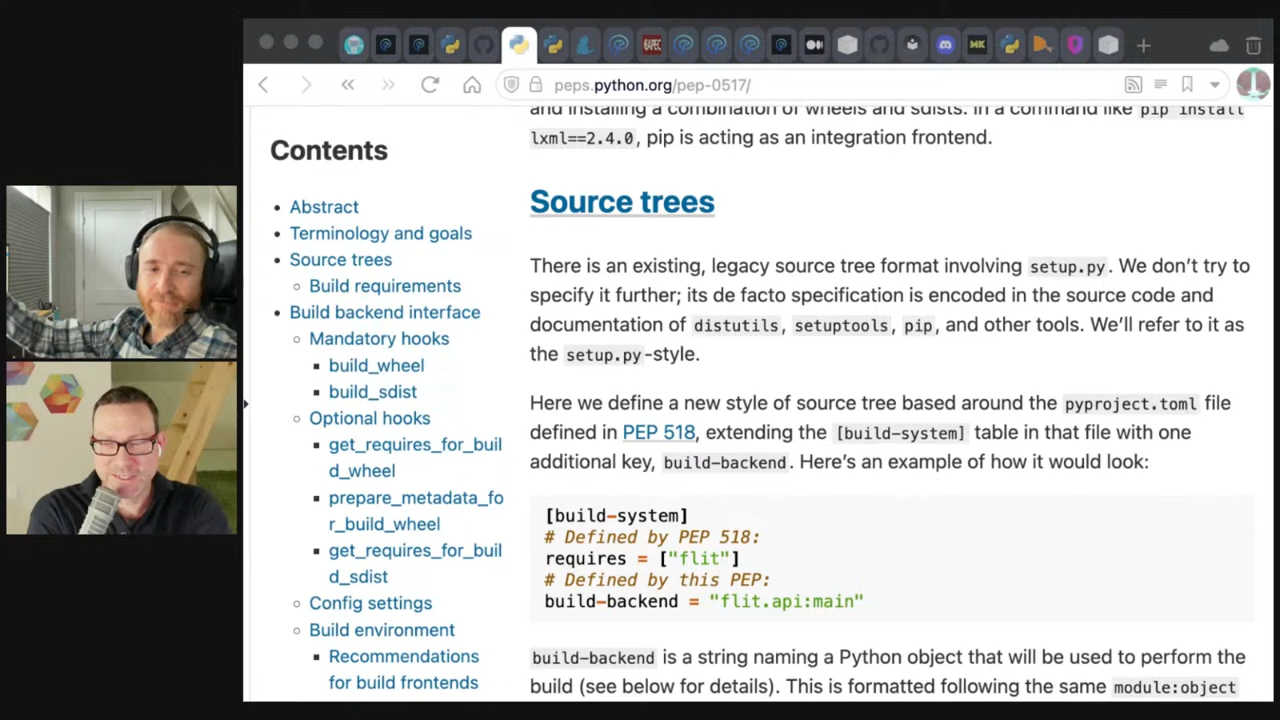 peps.python.org/pep-0517/
Contents
Abstract
Terminology and goals
Source trees
Build requirements
Build backend interface
Mandatory hooks
build_wheel
build_sdist
Optional hooks
get_requires_for_buil
d_wheel
prepare_metadata_fo
r_build_wheel
get_requires_for_buil
d_sdist
Config settings
Build environment
Recommendations
for build frontends
and installing a combination of wheels and sdists. In a command like pip install
lxml==2.4.0, pip is acting as an integration frontend.
Source trees
There is an existing, legacy source tree format involving setup.py. We don’t try to
specify it further; its de facto specification is encoded in the source code and
documentation of distutils, setuptools, pip, and other tools. We’ll refer to it as
the setup.py-style.
Here we define a new style of source tree based around the pyproject.toml file
defined in PEP 518, extending the [build-system] table in that file with one
additional key, build-backend. Here’s an example of how it would look:
[build-system]
# Defined by PEP 518:
requires = ["flit"]
# Defined by this PEP:
build-backend = "flit.api:main"
build-backend is a string naming a Python object that will be used to perform the
build (see below for details). This is formatted following the same module:object